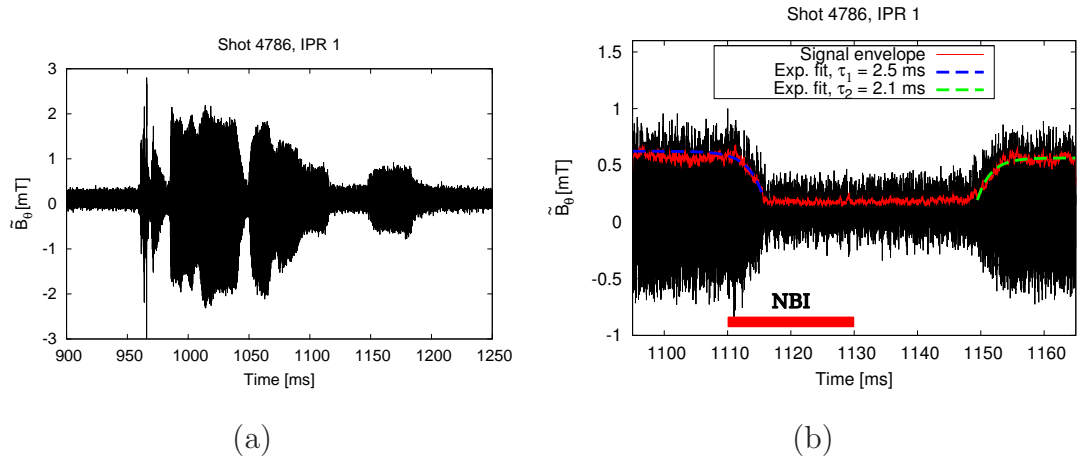 Shot 4786, IPR 1
B̃θ [mT]
3
2
1
0
-1
-2
-3
900 950 1000 1050 1100 1150 1200 1250
Time [ms]
(a)
Shot 4786, IPR 1
Signal envelope
Exp. fit, τ1 = 2.5 ms
Exp. fit, τ2 = 2.1 ms
B̃θ [mT]
1.5
1
0.5
0
-0.5
-1
NBI
1100 1110 1120 1130 1140 1150 1160
Time [ms]
(b)